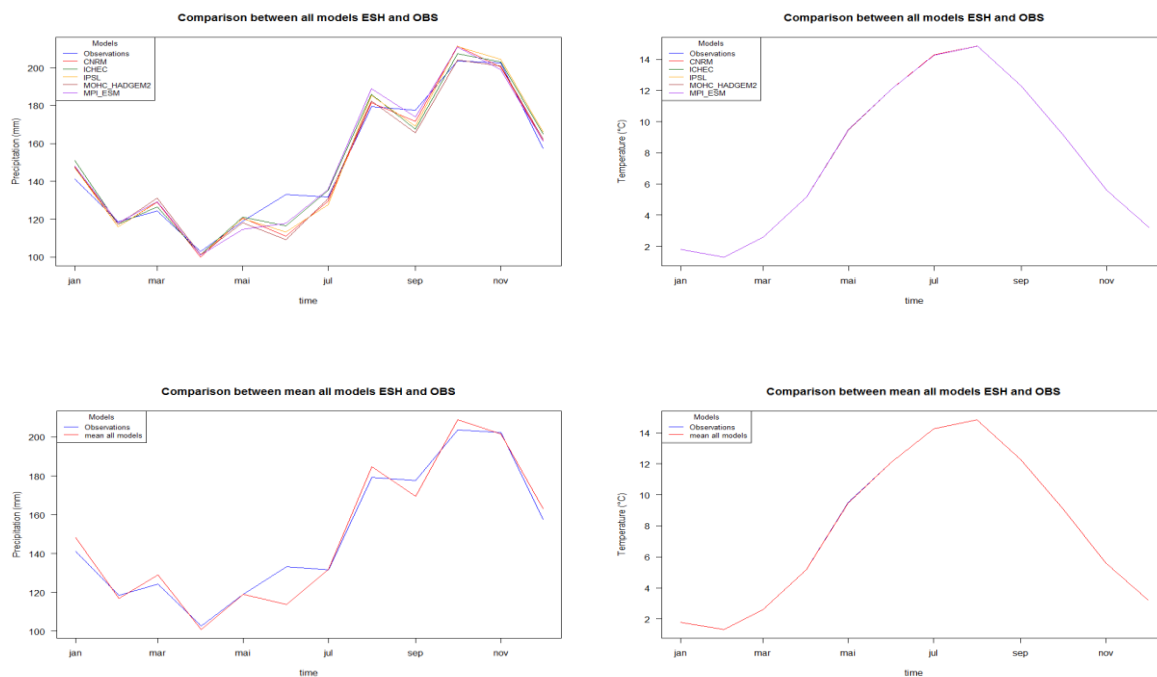 Comparison between all models ESH and OBS
Models
Observations
CNRM
ICHEC
IPSL
MOHC_HADGEM2
MPI_ESM
Precipitation (mm)
200
180
160
140
120
100
jan
mar
mai
jul
sep
nov
time
Comparison between all models ESH and OBS
Models
Observations
CNRM
ICHEC
IPSL
MOHC_HADGEM2
MPI_ESM
Temperature (°C)
14
12
10
8
6
4
2
jan
mar
mai
jul
sep
nov
time
Comparison between mean all models ESH and OBS
Models
Observations
mean all models
Precipitation (mm)
200
180
160
140
120
100
jan
mar
mai
jul
sep
nov
time
Comparison between mean all models ESH and OBS
Models
Observations
mean all models
Temperature (°C)
14
12
10
8
6
4
2
jan
mar
mai
jul
sep
nov
time